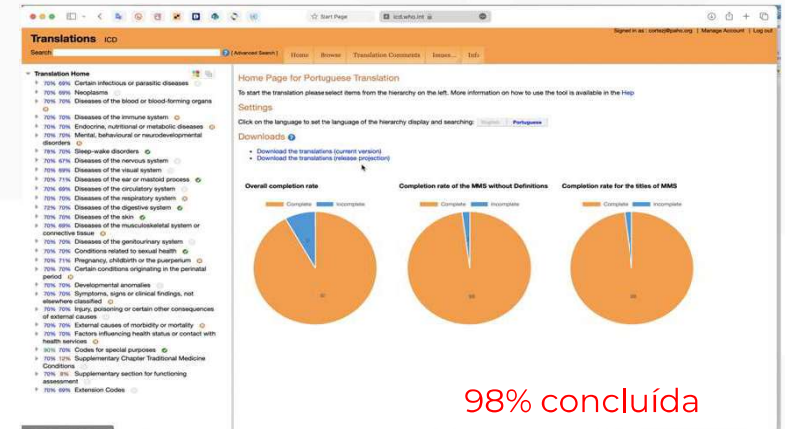 Start Page
icd.who.int
Translations ICD
Signed in as : cortezj@paho.org | Manage Account | Log out
Search
[ Advanced Search ]
Home Browse Translation Comments Issues... Info
Translation Home
70% 68% Certain infectious or parasitic diseases
70% 69% Neoplasms
70% 70% Diseases of the blood or blood-forming organs
70% 70% Diseases of the immune system
70% 70% Endocrine, nutritional or metabolic diseases
70% 70% Mental, behavioural or neurodevelopmental
disorders
78% 70% Sleep-wake disorders
70% 67% Diseases of the nervous system
70% 69% Diseases of the visual system
70% 71% Diseases of the ear or mastoid process
70% 68% Diseases of the circulatory system
70% 70% Diseases of the respiratory system
72% 70% Diseases of the digestive system
70% 70% Diseases of the skin
70% 69% Diseases of the musculoskeletal system or
connective tissue
70% 70% Diseases of the genitourinary system
70% 70% Conditions related to sexual health
70% 71% Pregnancy, childbirth or the puerperium
70% 70% Certain conditions originating in the perinatal
period
70% 70% Developmental anomalies
70% 70% Symptoms, signs or clinical findings, not
elsewhere classified
70% 70% Injury, poisoning or certain other consequences
of external causes
70% 70% External causes of morbidity or mortality
70% 70% Factors influencing health status or contact with
health services
90% 70% Codes for special purposes
70% 12% Supplementary Chapter Traditional Medicine
Conditions
70% 8% Supplementary section for functioning
assessment
70% 69% Extension Codes
Home Page for Portuguese Translation
To start the translation please select items from the hierarchy on the left. More information on how to use the tool is available in the Help
Settings
Click on the language to set the language of the hierarchy display and searching: English Portuguese
Downloads
Download the translations (current version)
Download the translations (release projection)
Overall completion rate
Complete Incomplete
Completion rate of the MMS without Definitions
Complete Incomplete
Completion rate for the titles of MMS
Complete Incomplete
98% concluída